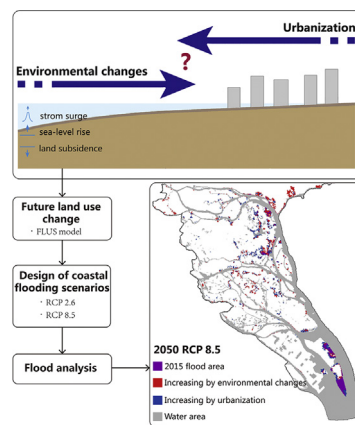 Urbanization
?
Environmental changes
strom surge
sea-level rise
land subsidence
Future land use
change
· FLUS model
Design of coastal
flooding scenarios
· RCP 2.6
· RCP 8.5
Flood analysis
2050 RCP 8.5
2015 flood area
Increasing by environmental changes
Increasing by urbanization
Water area